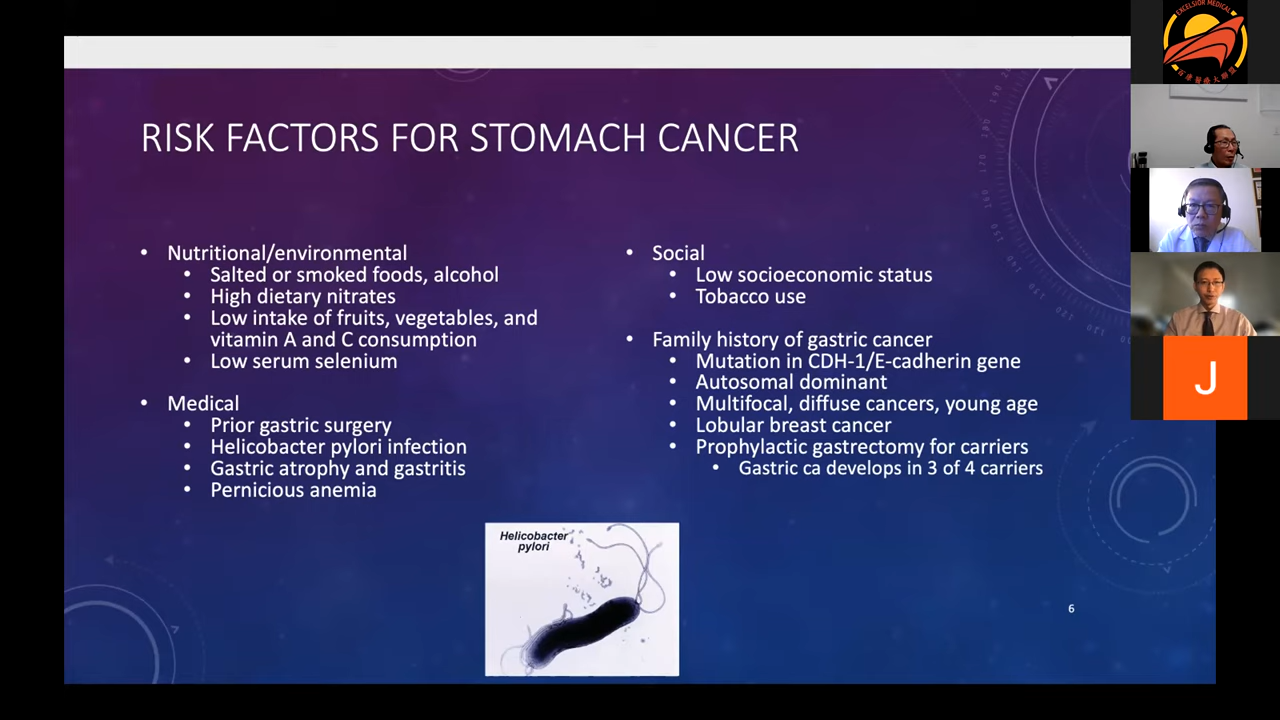 RISK FACTORS FOR STOMACH CANCER
• Nutritional/environmental
• Salted or smoked foods, alcohol
• High dietary nitrates
• Low intake of fruits, vegetables, and
vitamin A and C consumption
• Low serum selenium
• Medical
• Prior gastric surgery
• Helicobacter pylori infection
• Gastric atrophy and gastritis
• Pernicious anemia
• Social
• Low socioeconomic status
• Tobacco use
• Family history of gastric cancer
• Mutation in CDH-1/E-cadherin gene
• Autosomal dominant
• Multifocal, diffuse cancers, young age
• Lobular breast cancer
• Prophylactic gastrectomy for carriers
• Gastric ca develops in 3 of 4 carriers
Helicobacter
pylori
6
EXCELSIOR MEDICAL
J